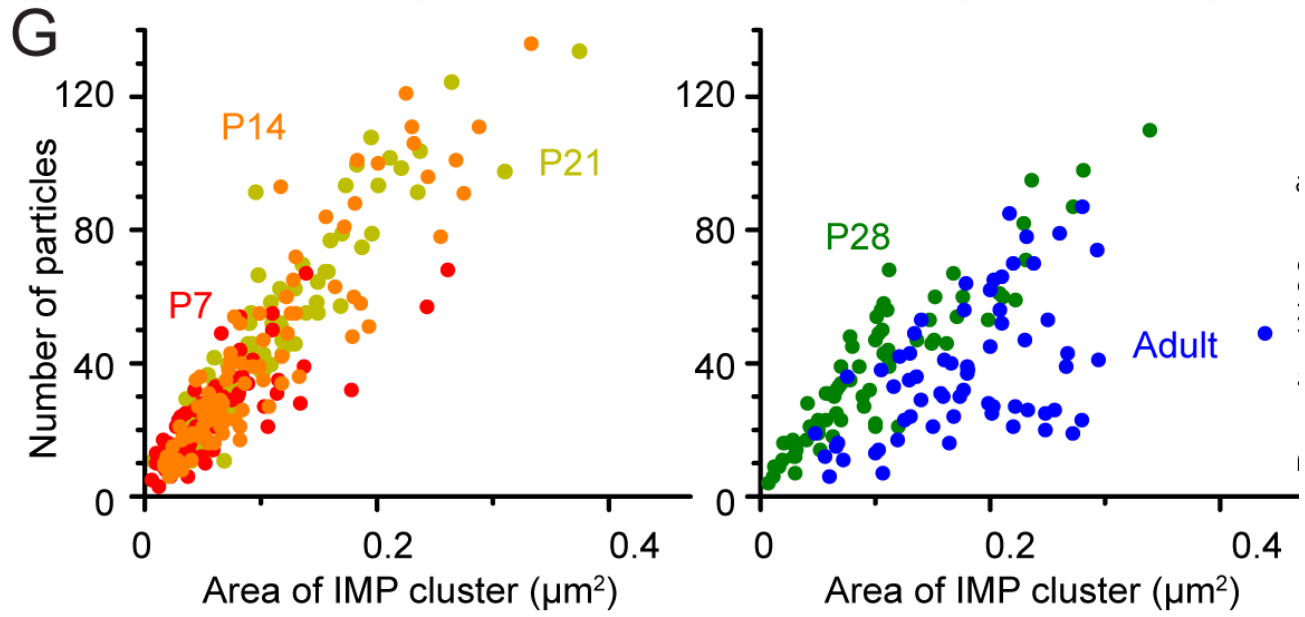 G
Number of particles
120
80
40
0
P14
P21
P7
0 0.2 0.4
Area of IMP cluster (µm²)
120
80
40
0
P28
Adult
0 0.2 0.4
Area of IMP cluster (µm²)